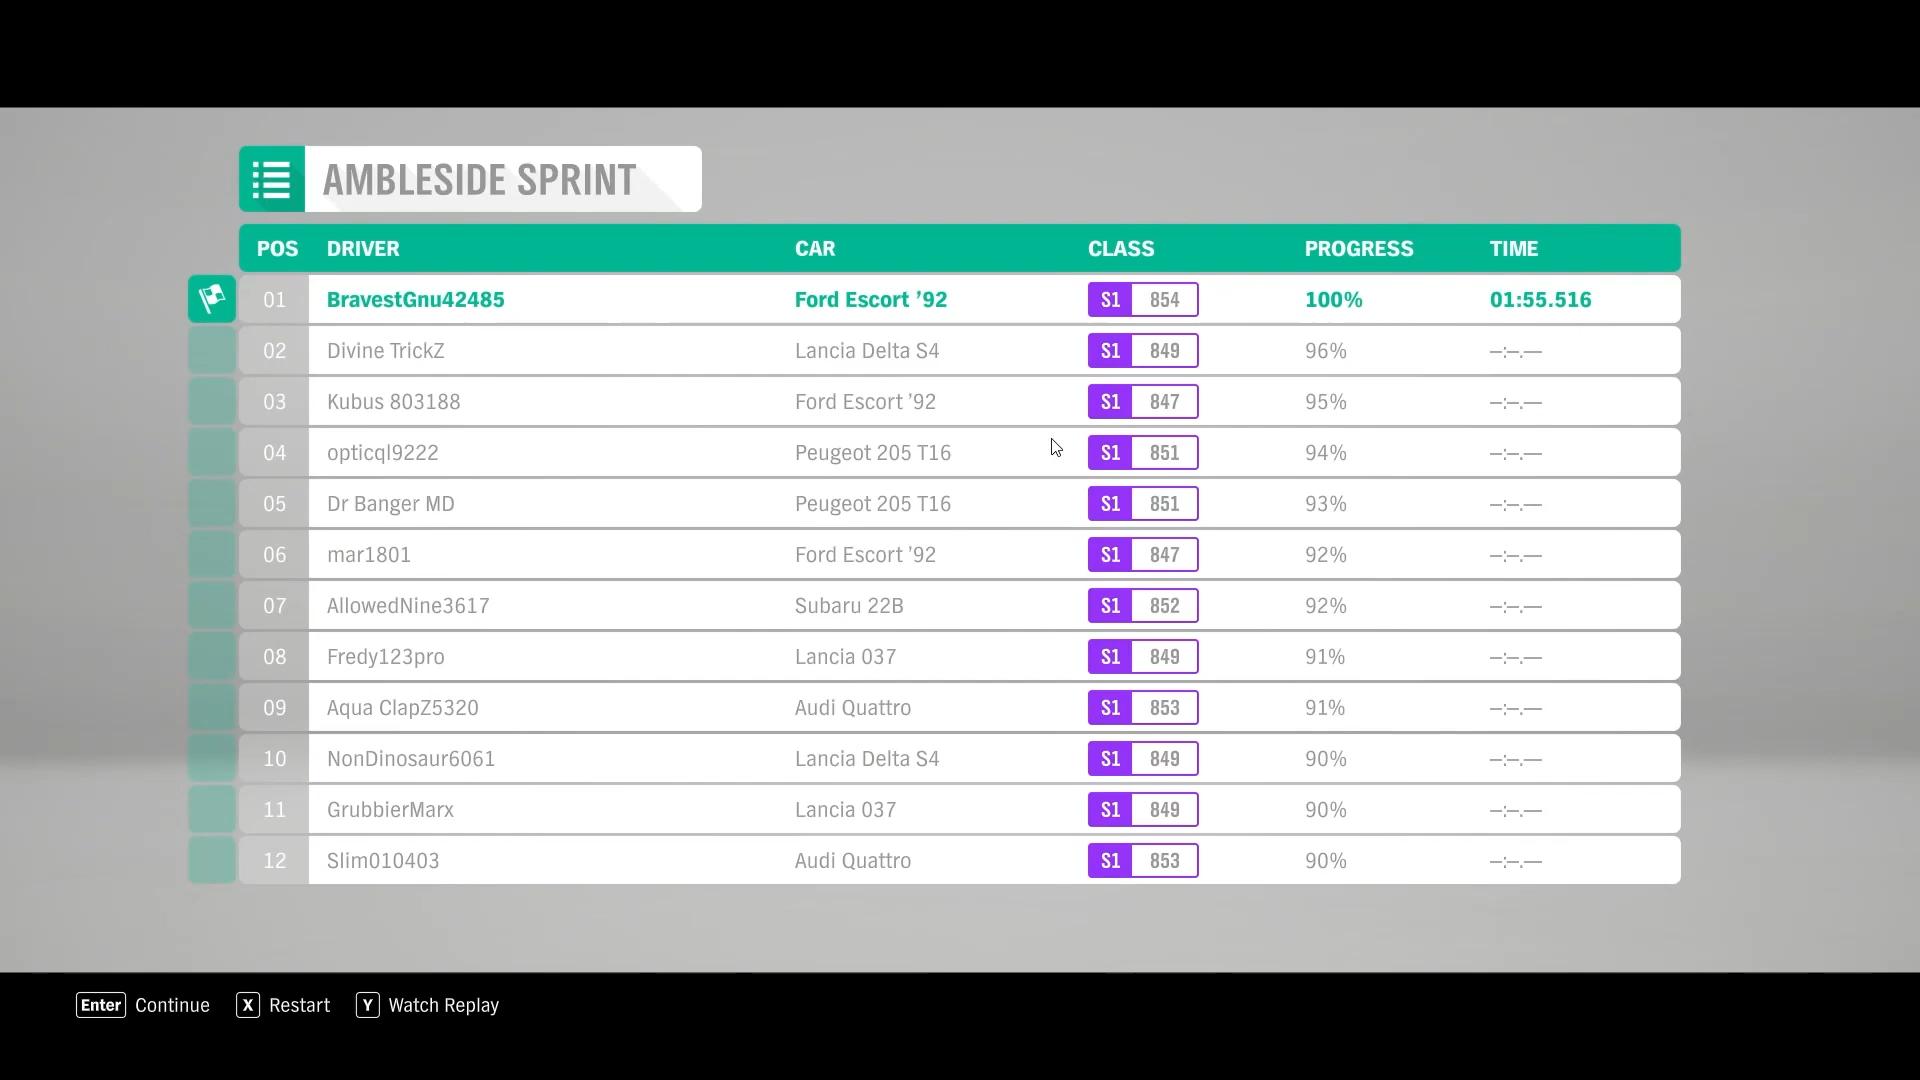 AMBLESIDE SPRINT
POS DRIVER CAR CLASS PROGRESS TIME
01 BravestGnu42485 Ford Escort ’92 S1 854 100% 01:55.516
02 Divine TrickZ Lancia Delta S4 S1 849 96% –:–.—
03 Kubus 803188 Ford Escort ’92 S1 847 95% –:–.—
04 opticql9222 Peugeot 205 T16 S1 851 94% –:–.—
05 Dr Banger MD Peugeot 205 T16 S1 851 93% –:–.—
06 mar1801 Ford Escort ’92 S1 847 92% –:–.—
07 AllowedNine3617 Subaru 22B S1 852 92% –:–.—
08 Fredy123pro Lancia 037 S1 849 91% –:–.—
09 Aqua ClapZ5320 Audi Quattro S1 853 91% –:–.—
10 NonDinosaur6061 Lancia Delta S4 S1 849 90% –:–.—
11 GrubbierMarx Lancia 037 S1 849 90% –:–.—
12 Slim010403 Audi Quattro S1 853 90% –:–.—
Enter Continue X Restart Y Watch Replay